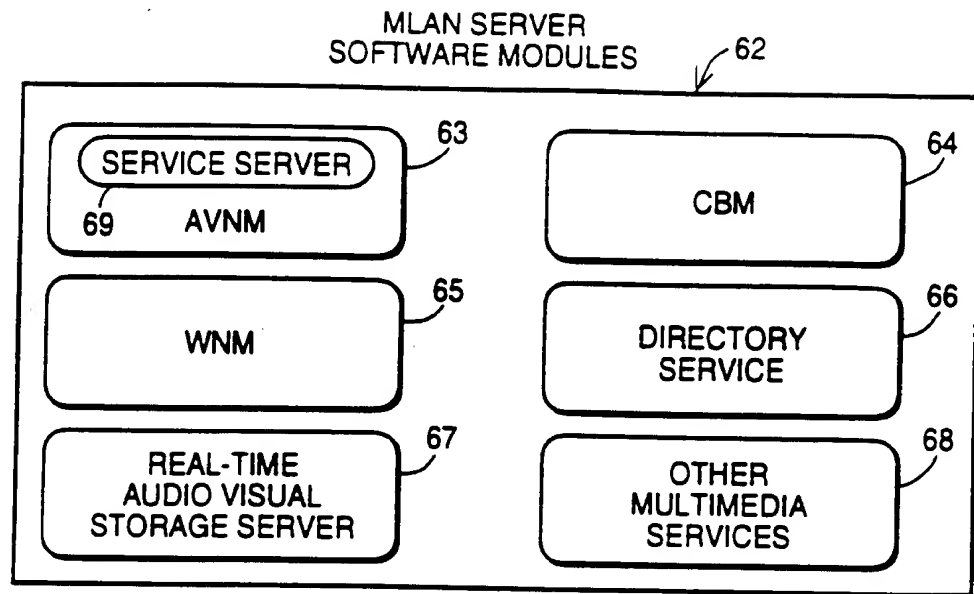 MLAN SERVER
SOFTWARE MODULES
62
SERVICE SERVER
63
69
AVNM
CBM
64
WNM
65
DIRECTORY
SERVICE
66
REAL-TIME
AUDIO VISUAL
STORAGE SERVER
67
OTHER
MULTIMEDIA
SERVICES
68